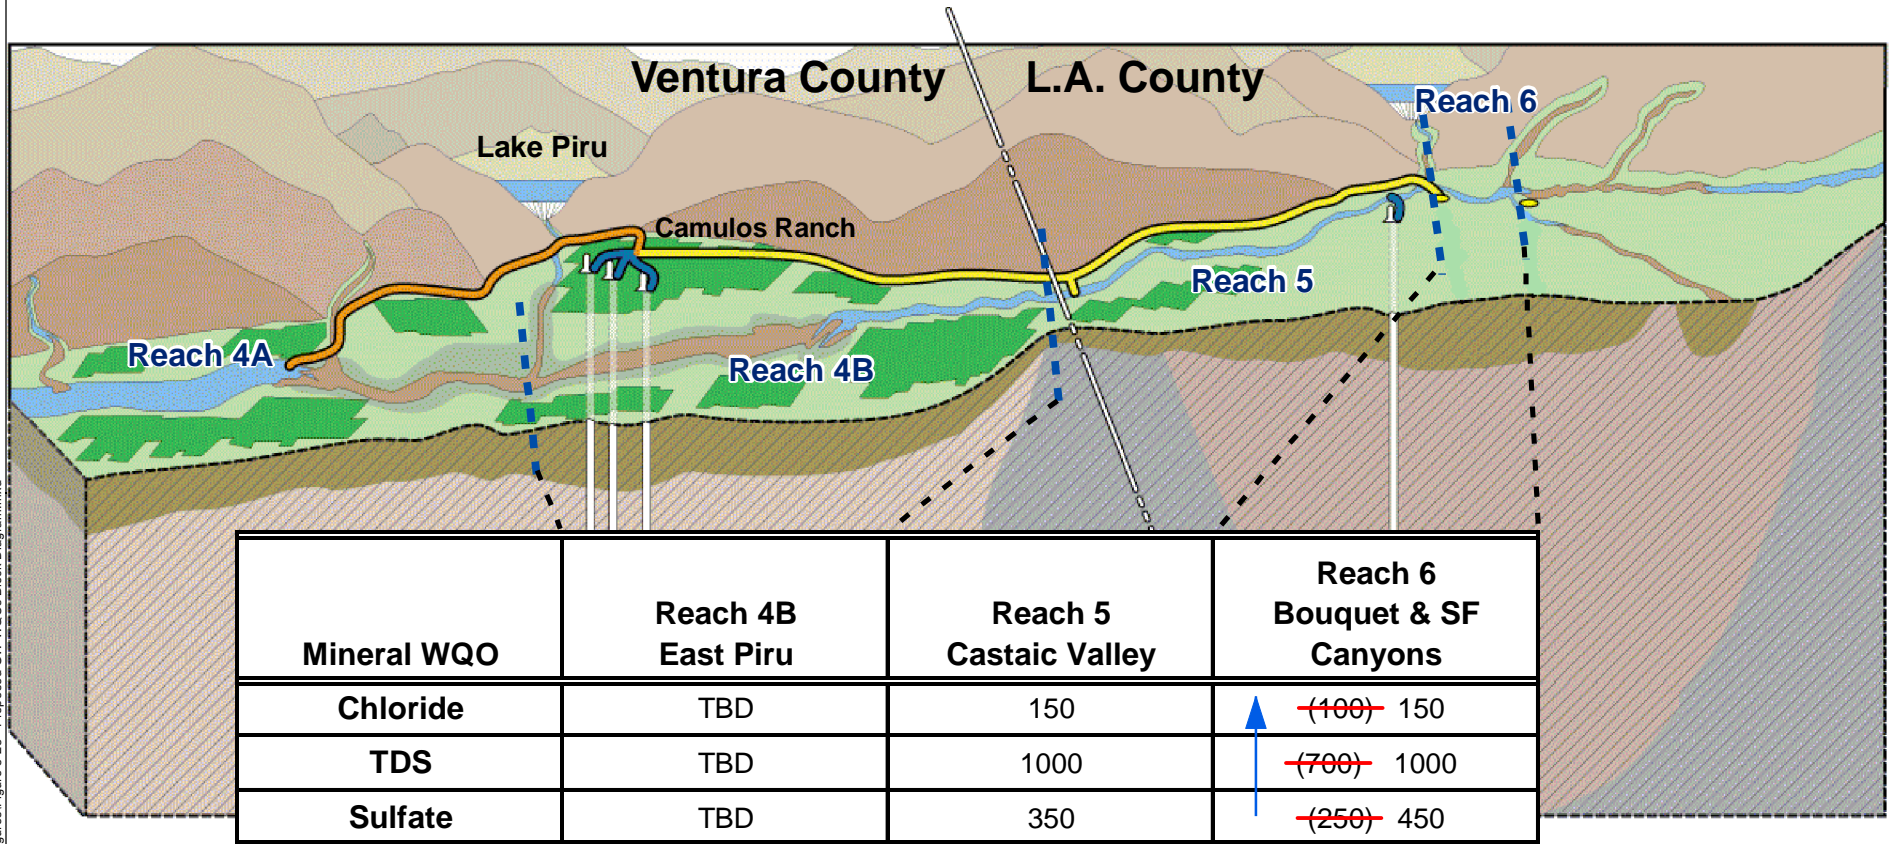 Ventura County L.A. County
Reach 6
Lake Piru
Camulos Ranch
Reach 5
Reach 4A
Reach 4B
Mineral WQO
Reach 4B
East Piru
Reach 5
Castaic Valley
Reach 6
Bouquet & SF
Canyons
Chloride TBD 150 (100) 150
TDS TBD 1000 (700) 1000
Sulfate TBD 350 (250) 450